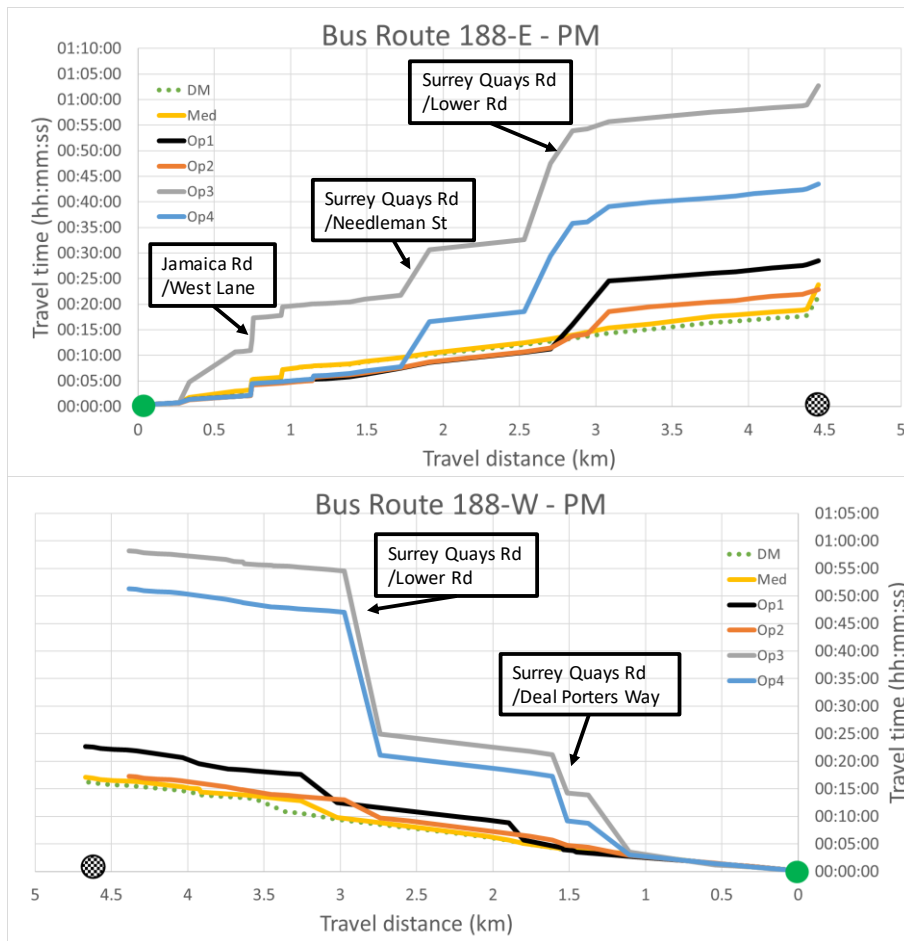 Bus Route 188-E - PM
01:10:00
01:05:00
01:00:00
00:55:00
00:50:00
00:45:00
00:40:00
00:35:00
00:30:00
00:25:00
00:20:00
00:15:00
00:10:00
00:05:00
00:00:00
Travel time (hh:mm:ss)
DM
Med
Op1
Op2
Op3
Op4
Surrey Quays Rd
/Lower Rd
Surrey Quays Rd
/Needleman St
Jamaica Rd
/West Lane
0 0.5 1 1.5 2 2.5 3 3.5 4 4.5 5
Travel distance (km)
Bus Route 188-W - PM
Surrey Quays Rd
/Lower Rd
Surrey Quays Rd
/Deal Porters Way
DM
Med
Op1
Op2
Op3
Op4
01:05:00
01:00:00
00:55:00
00:50:00
00:45:00
00:40:00
00:35:00
00:30:00
00:25:00
00:20:00
00:15:00
00:10:00
00:05:00
00:00:00
Travel time (hh:mm:ss)
5 4.5 4 3.5 3 2.5 2 1.5 1 0.5 0
Travel distance (km)